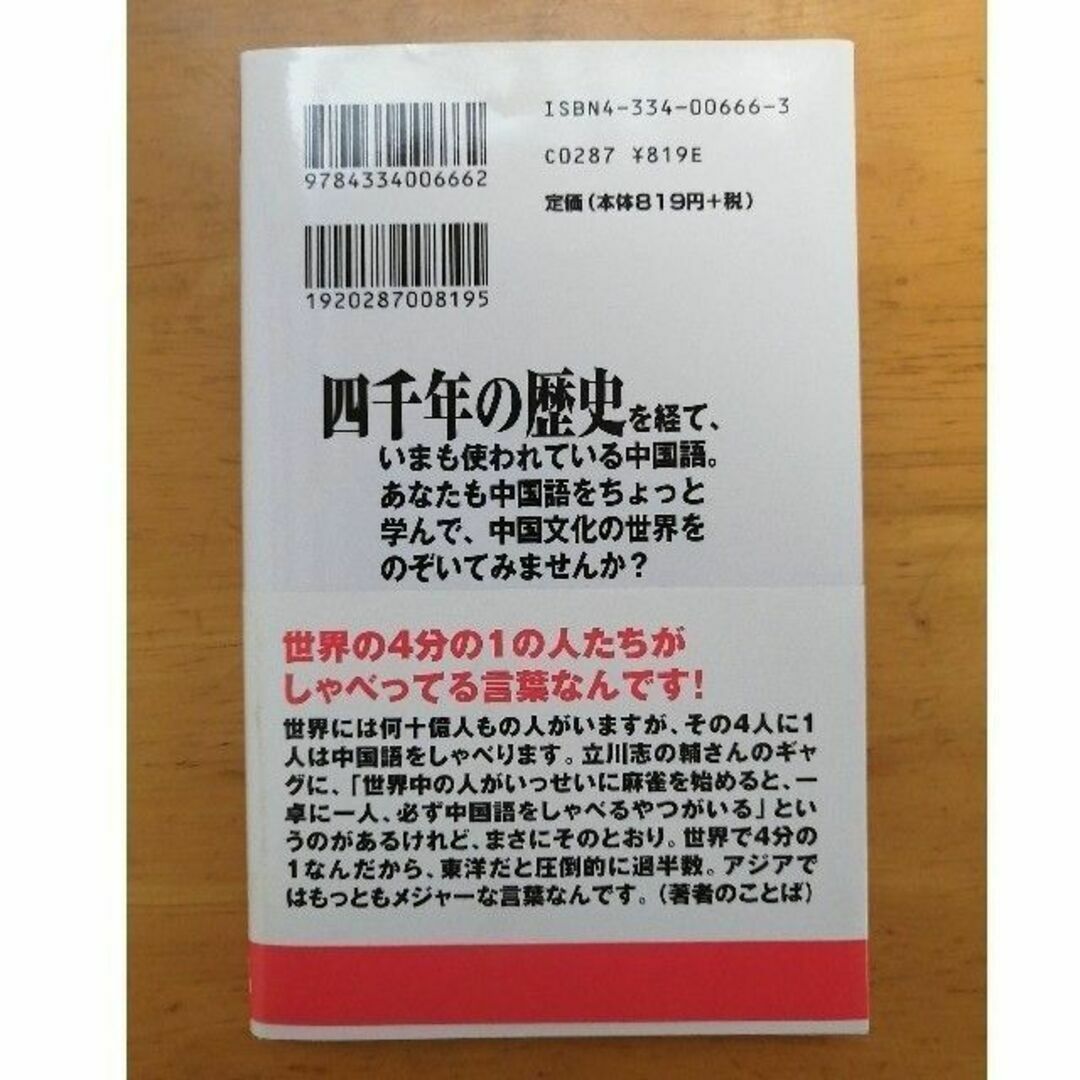 ISBN4-334-00666-3
C0287 ¥819E
定価(本体819円+税)
9784334006662
1920287008195
四千年の歴史を経て、
いまも使われている中国語。
あなたも中国語をちょっと
学んで、中国文化の世界を
のぞいてみませんか?
世界の4分の1の人たちが
しゃべってる言葉なんです!
世界には何十億人もの人がいますが、その4人に1
人は中国語をしゃべります。立川志の輔さんのギャ
グに、「世界中の人がいっせいに麻雀を始めると、一
卓に一人、必ず中国語をしゃべるやつがいる」とい
うのがあるけれど、まさにそのとおり。世界で4分の
1なんだから、東洋だと圧倒的に過半数。アジアで
はもっともメジャーな言葉なんです。(著者のことば)